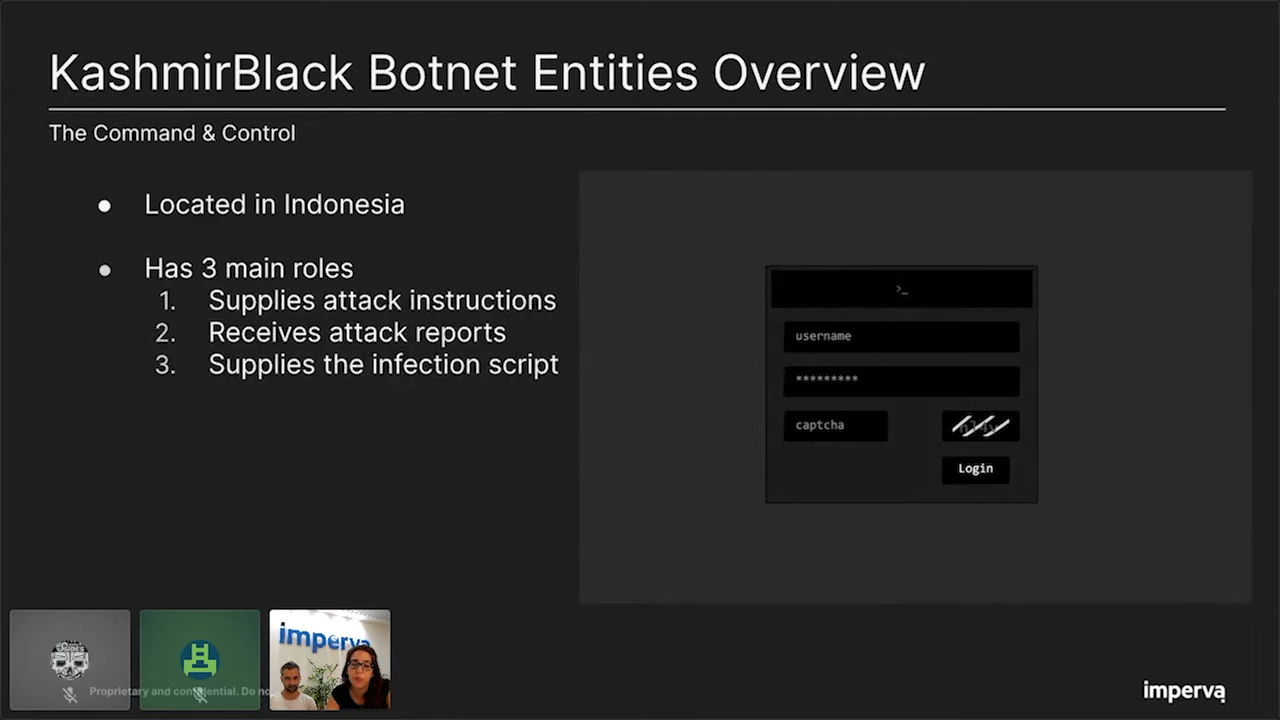 KashmirBlack Botnet Entities Overview
The Command & Control
● Located in Indonesia
● Has 3 main roles
1. Supplies attack instructions
2. Receives attack reports
3. Supplies the infection script
>_
username
*********
captcha
Login
imperva
Proprietary and confidential. Do no
imperva